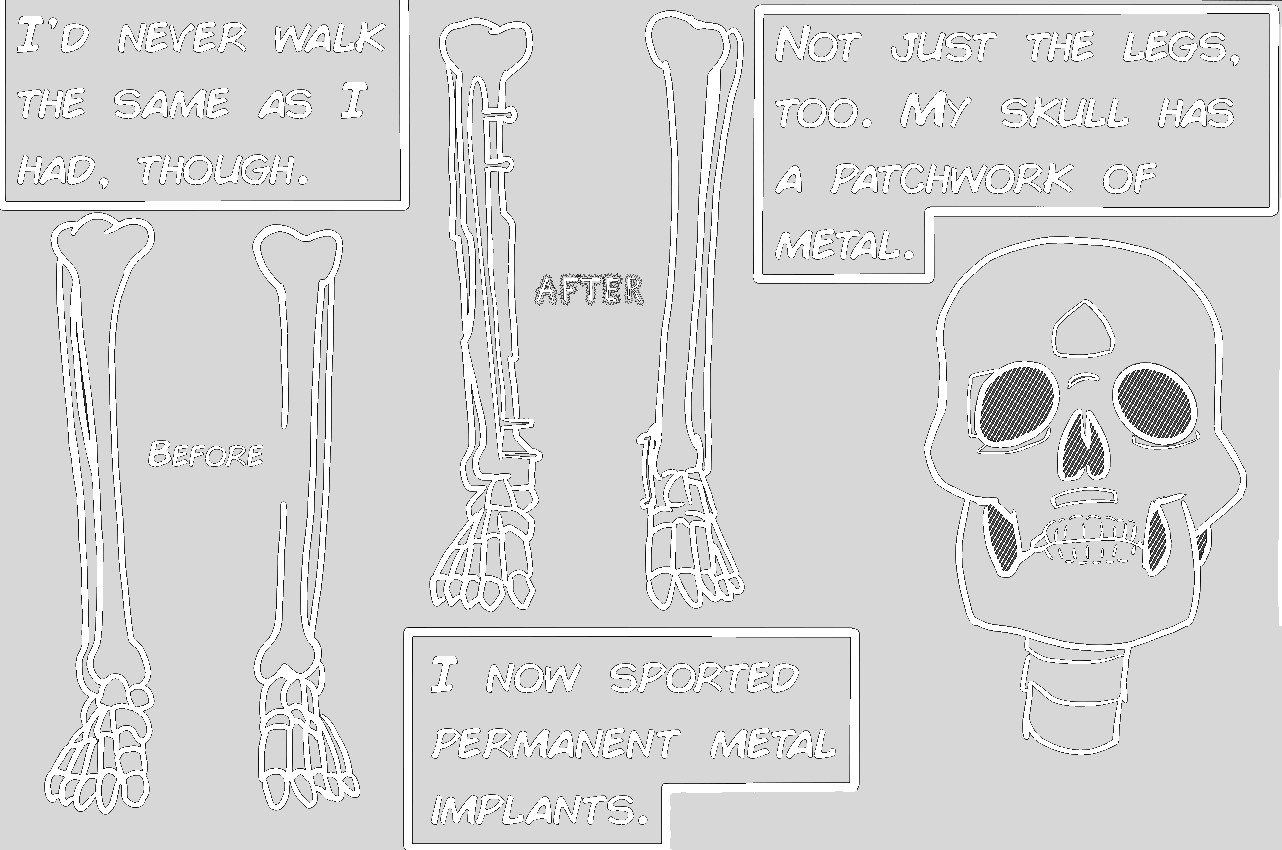 I'D NEVER WALK
THE SAME AS I
HAD, THOUGH.
BEFORE
AFTER
I NOW SPORTED
PERMANENT METAL
IMPLANTS.
NOT JUST THE LEGS,
TOO. MY SKULL HAS
A PATCHWORK OF
METAL.